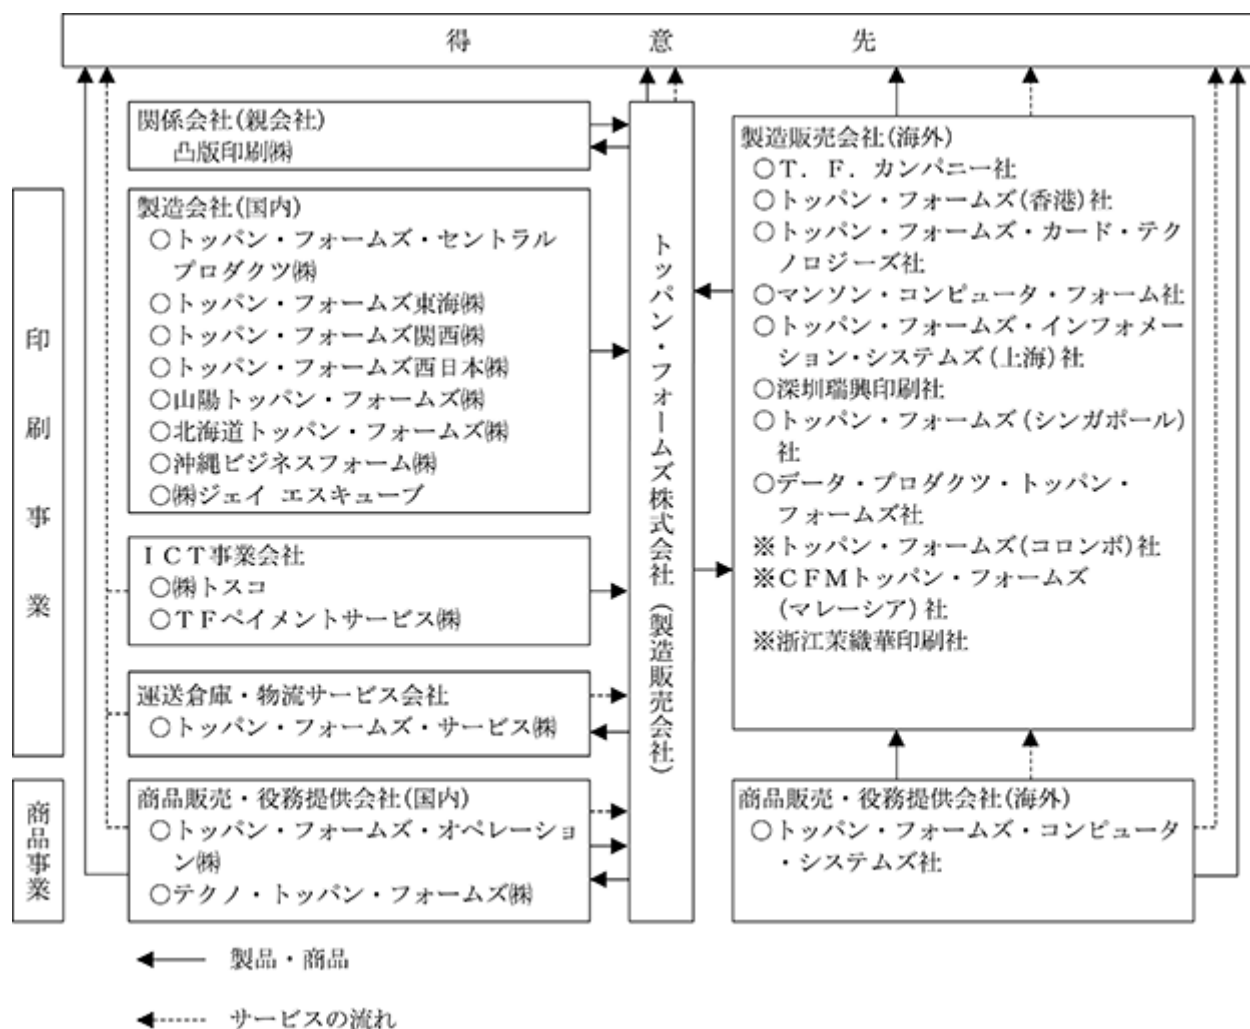 得意先
関係会社(親会社)
凸版印刷㈱
印刷事業
製造会社(国内)
○トッパン・フォームズ・セントラル
プロダクツ㈱
○トッパン・フォームズ東海㈱
○トッパン・フォームズ関西㈱
○トッパン・フォームズ西日本㈱
○山陽トッパン・フォームズ㈱
○北海道トッパン・フォームズ㈱
○沖縄ビジネスフォーム㈱
○㈱ジェイ エスキューブ
ICT事業会社
○㈱トスコ
○TFペイメントサービス㈱
運送倉庫・物流サービス会社
○トッパン・フォームズ・サービス㈱
商品事業
商品販売・役務提供会社(国内)
○トッパン・フォームズ・オペレーショ
ン㈱
○テクノ・トッパン・フォームズ㈱
トッパン・フォームズ株式会社(製造販売会社)
製造販売会社(海外)
○T.F.カンパニー社
○トッパン・フォームズ(香港)社
○トッパン・フォームズ・カード・テク
ノロジーズ社
○マンソン・コンピュータ・フォーム社
○トッパン・フォームズ・インフォメー
ション・システムズ(上海)社
○深圳瑞興印刷社
○トッパン・フォームズ(シンガポール)
社
○データ・プロダクツ・トッパン・
フォームズ社
※トッパン・フォームズ(コロンボ)社
※CFMトッパン・フォームズ
(マレーシア)社
※浙江茉織華印刷社
商品販売・役務提供会社(海外)
○トッパン・フォームズ・コンピュータ
・システムズ社
製品・商品
サービスの流れ